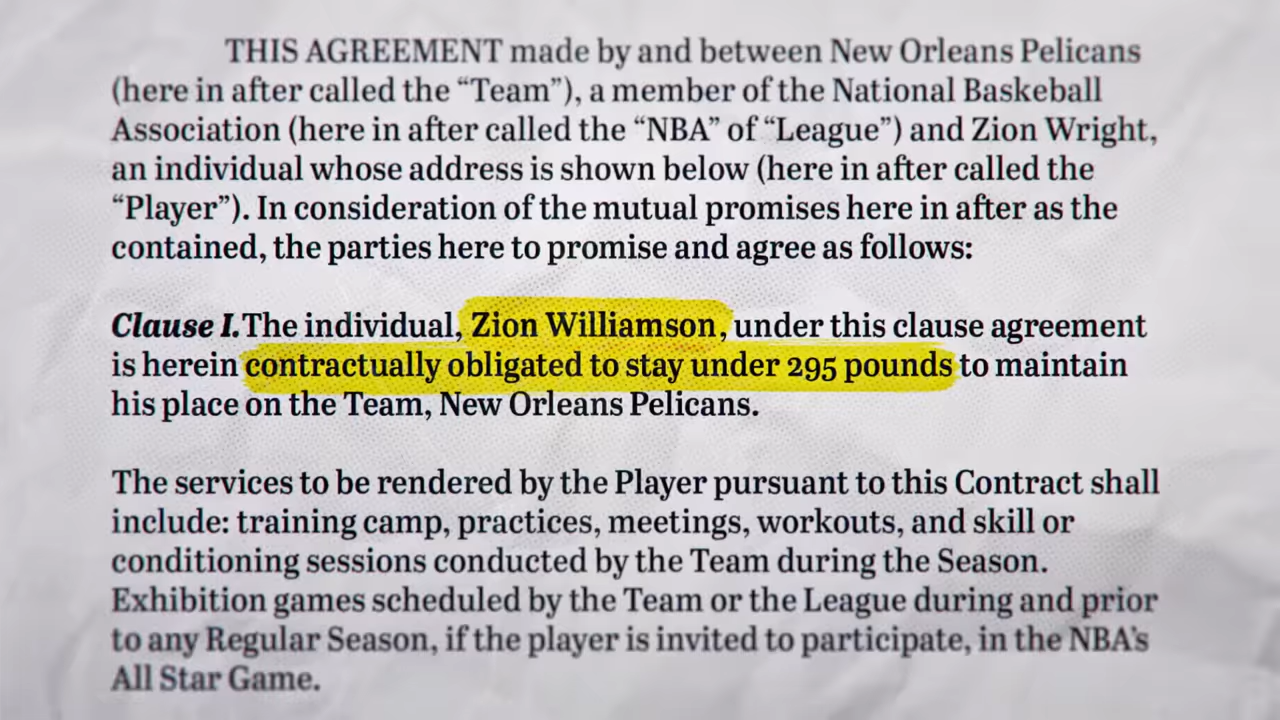 THIS AGREEMENT made by and between New Orleans Pelicans
(here in after called the “Team”), a member of the National Baskeball
Association (here in after called the “NBA” of “League”) and Zion Wright,
an individual whose address is shown below (here in after called the
“Player”). In consideration of the mutual promises here in after as the
contained, the parties here to promise and agree as follows:
Clause I. The individual, Zion Williamson, under this clause agreement
is herein contractually obligated to stay under 295 pounds to maintain
his place on the Team, New Orleans Pelicans.
The services to be rendered by the Player pursuant to this Contract shall
include: training camp, practices, meetings, workouts, and skill or
conditioning sessions conducted by the Team during the Season.
Exhibition games scheduled by the Team or the League during and prior
to any Regular Season, if the player is invited to participate, in the NBA’s
All Star Game.